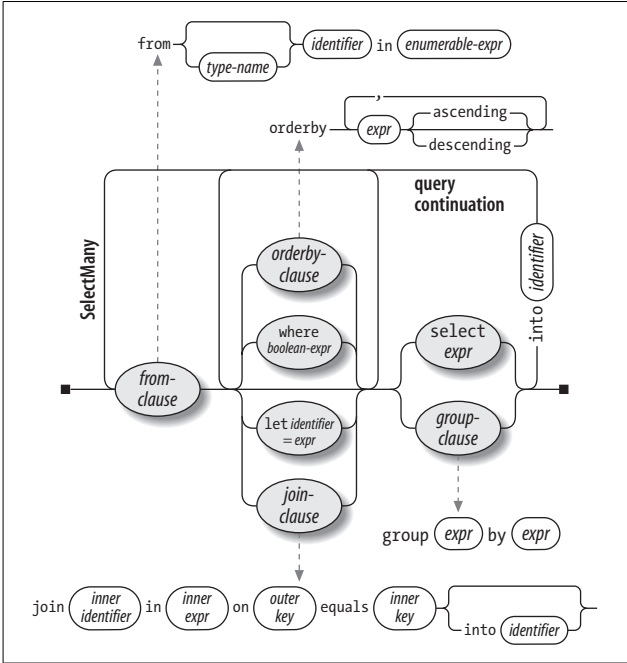 from type-name identifier in enumerable-expr
,
orderby expr ascending
descending
query
continuation
SelectMany
orderby-
clause
where
boolean-expr
into identifier
select
expr
from-
clause
let identifier
= expr
group-
clause
join-
clause
group expr by expr
join inner identifier in inner expr on outer key equals inner key
into identifier